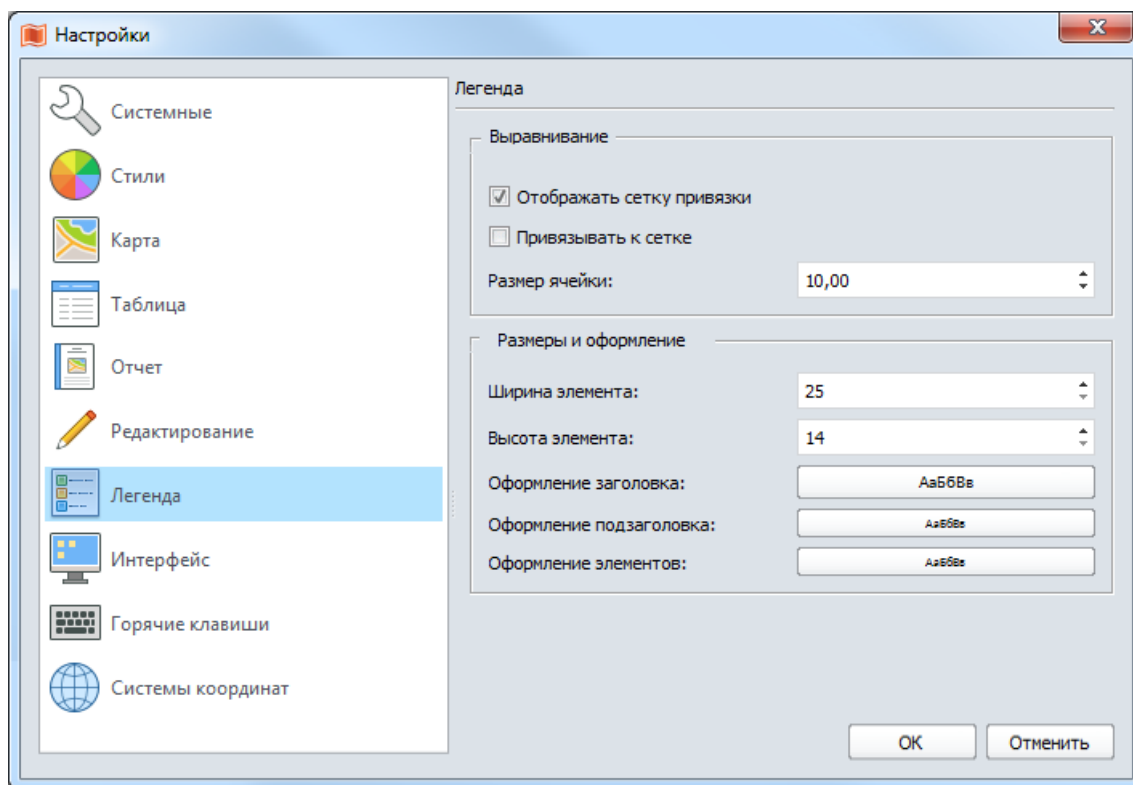 Настройки
Системные
Стили
Карта
Таблица
Отчет
Редактирование
Легенда
Интерфейс
Горячие клавиши
Системы координат
Легенда
Выравнивание
Отображать сетку привязки
Привязывать к сетке
Размер ячейки: 10,00
Размеры и оформление
Ширина элемента: 25
Высота элемента: 14
Оформление заголовка: АаБбВв
Оформление подзаголовка: АаБбВв
Оформление элементов: АаБбВв
ОК Отменить